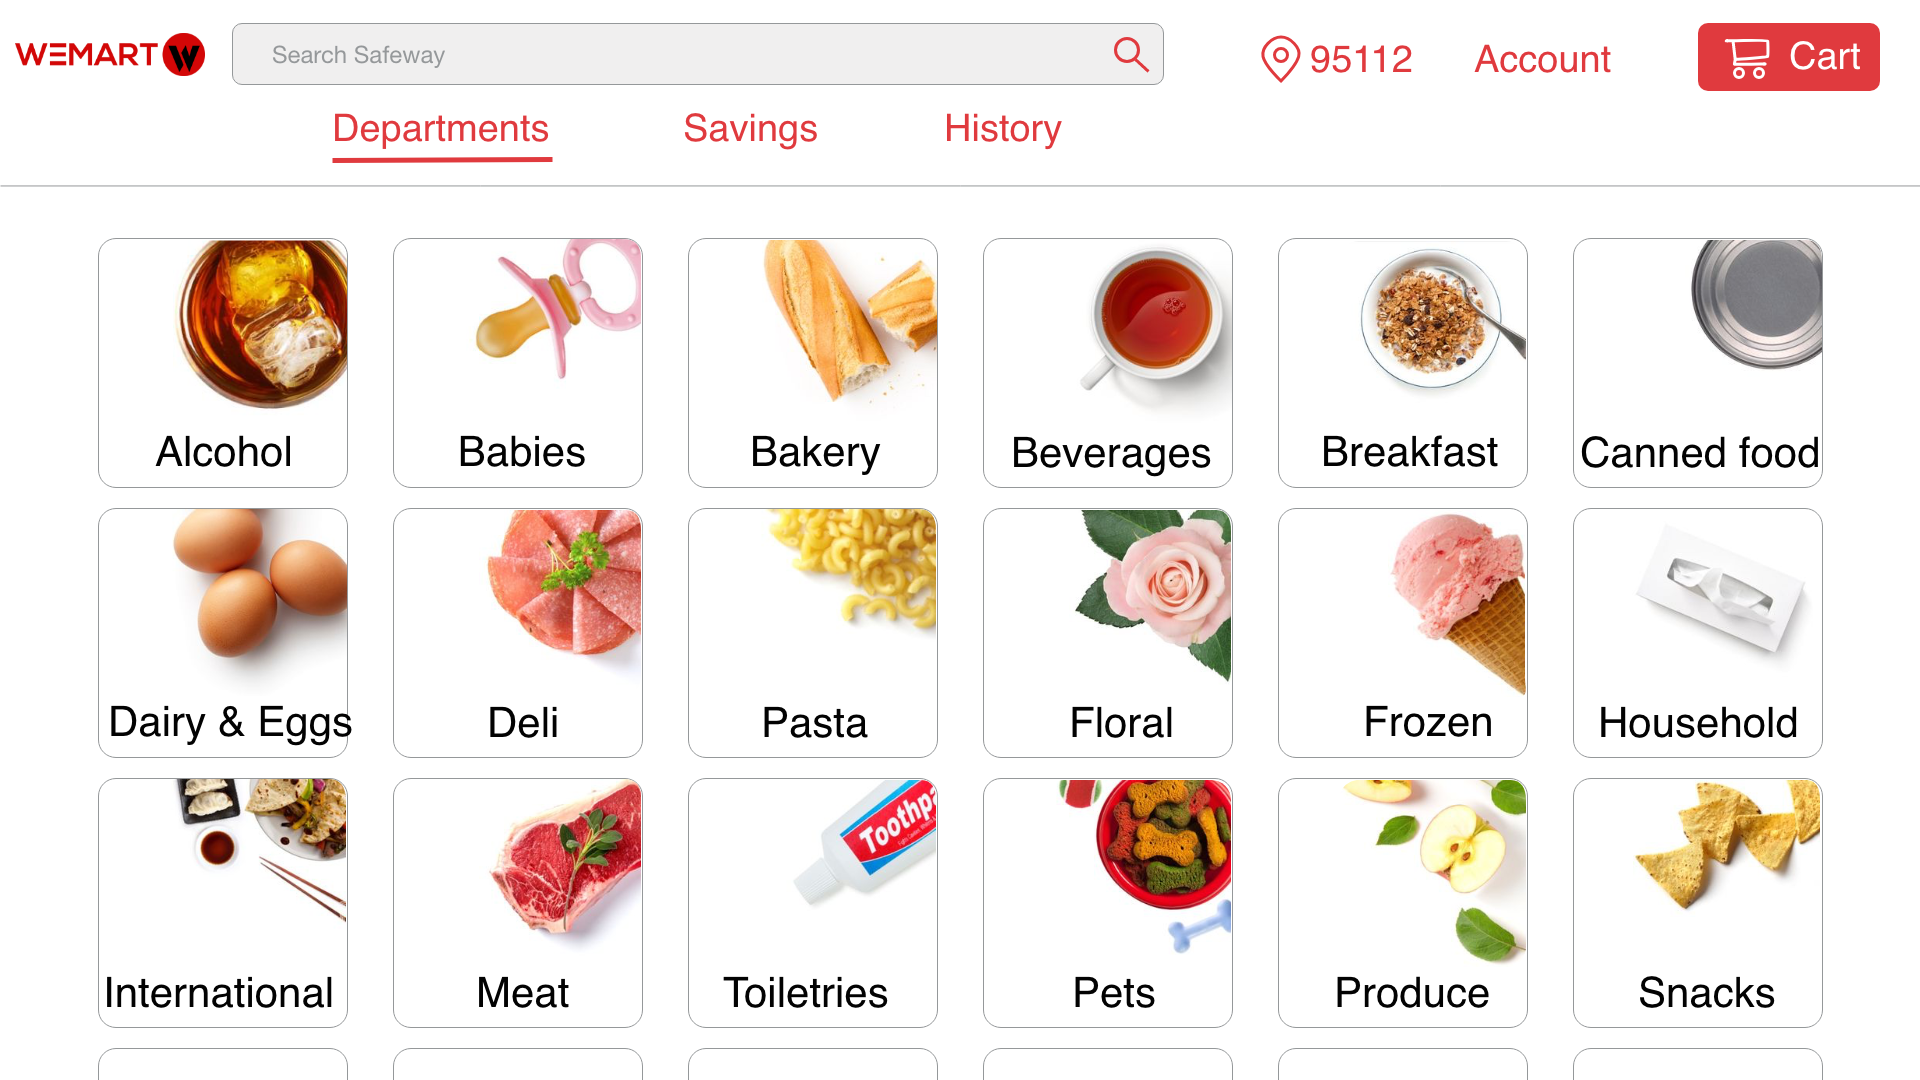 WEMART W
Search Safeway
95112
Account
Cart
Departments
Savings
History
Alcohol
Babies
Bakery
Beverages
Breakfast
Canned food
Dairy & Eggs
Deli
Pasta
Floral
Frozen
Household
Toothpa
International
Meat
Toiletries
Pets
Produce
Snacks